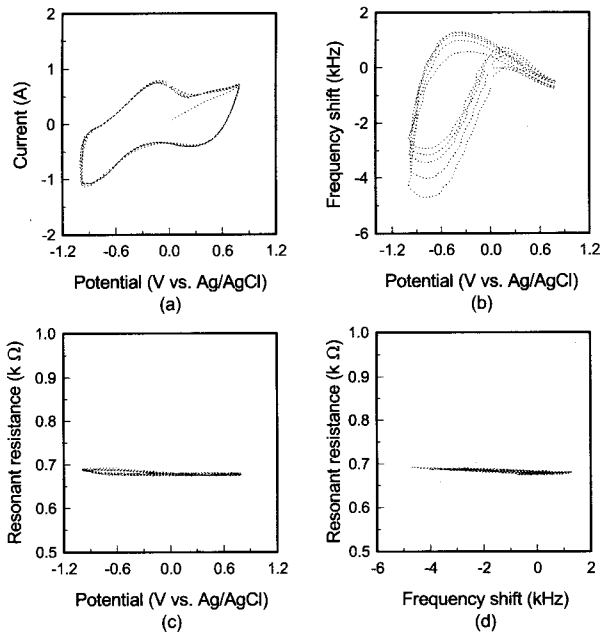 2
1
0
-1
-2
Current (A)
-1.2 -0.6 0.0 0.6 1.2
Potential (V vs. Ag/AgCl)
(a)
2
0
-2
-4
-6
Frequency shift (kHz)
-1.2 -0.6 0.0 0.6 1.2
Potential (V vs. Ag/AgCl)
(b)
1.0
0.9
0.8
0.7
0.6
0.5
Resonant resistance (k Ω)
-1.2 -0.6 0.0 0.6 1.2
Potential (V vs. Ag/AgCl)
(c)
1.0
0.9
0.8
0.7
0.6
0.5
Resonant resistance (k Ω)
-6 -4 -2 0 2
Frequency shift (kHz)
(d)